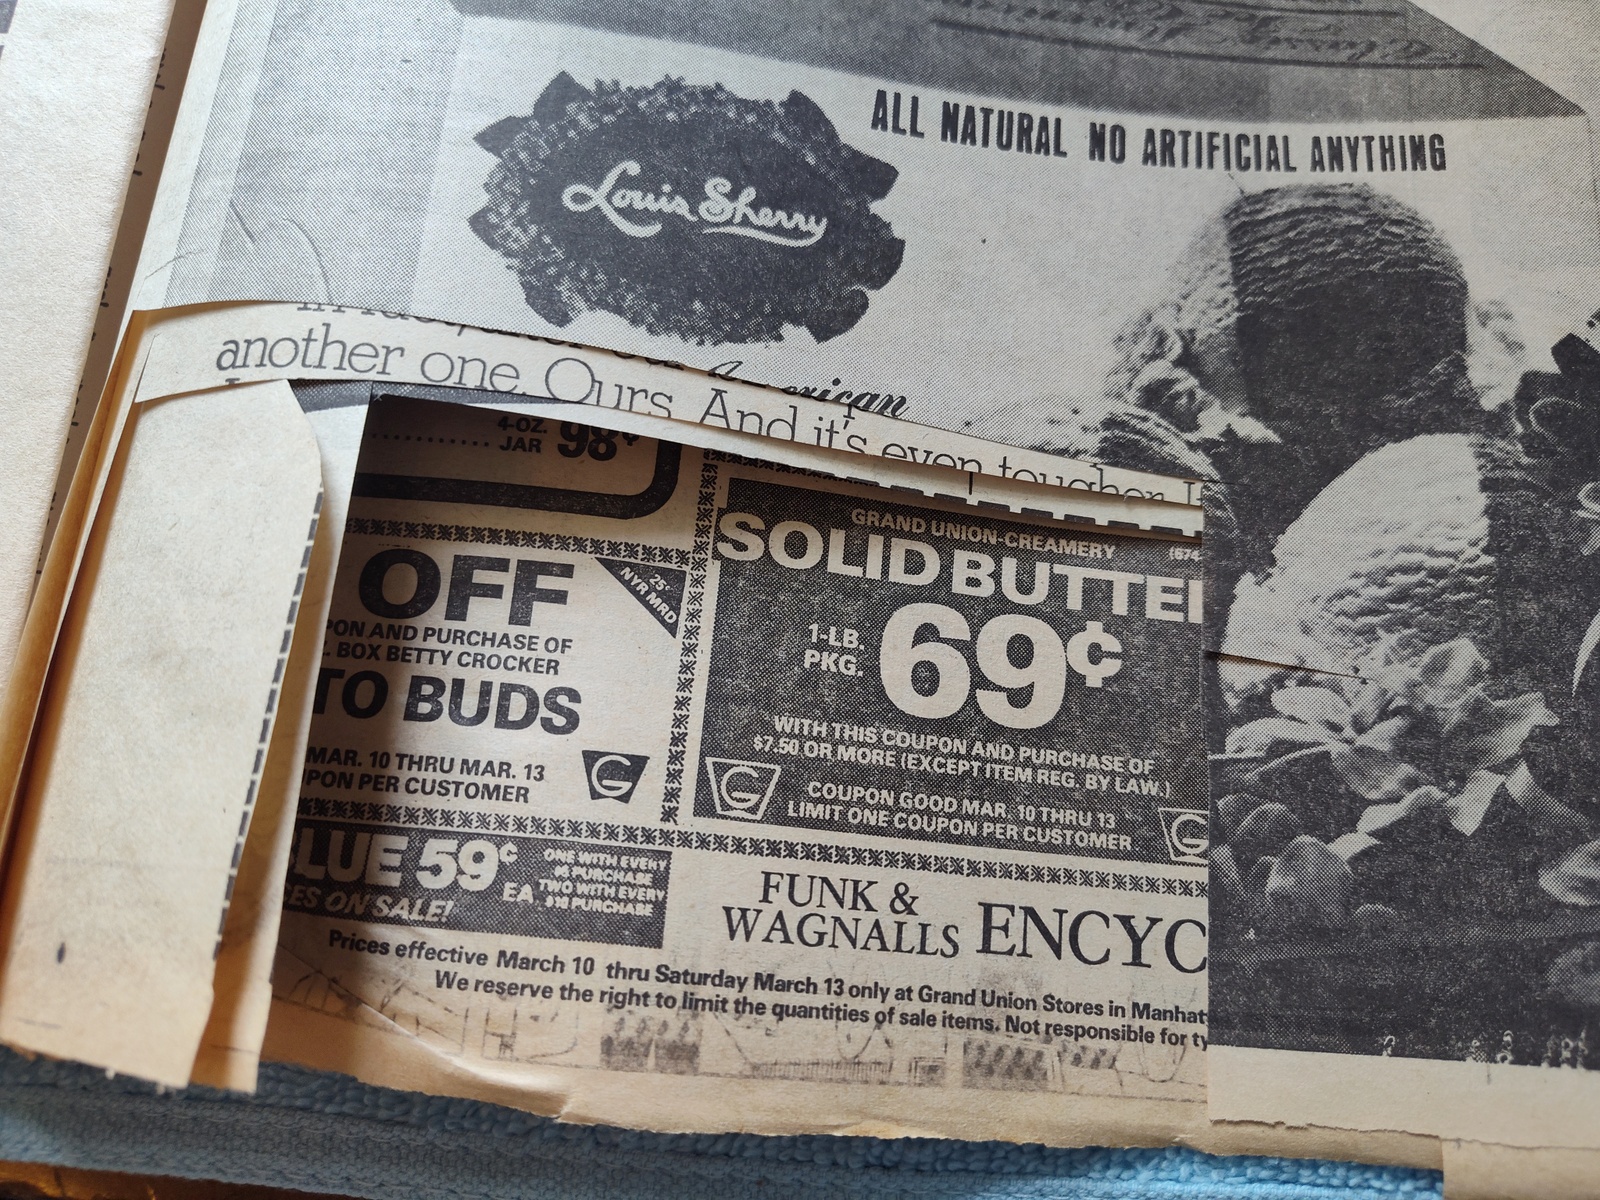 ALL NATURAL NO ARTIFICIAL ANYTHING
Louis Sherry
American
another one. Ours. And it's even tougher
4-OZ.
JAR 98¢
OFF
25¢
NYR MRD
PON AND PURCHASE OF
. BOX BETTY CROCKER
TO BUDS
MAR. 10 THRU MAR. 13
PON PER CUSTOMER
G
GRAND UNION-CREAMERY
(674
SOLID BUTTE
1-LB.
PKG. 69¢
WITH THIS COUPON AND PURCHASE OF
$7.50 OR MORE (EXCEPT ITEM REG. BY LAW.)
COUPON GOOD MAR. 10 THRU 13
LIMIT ONE COUPON PER CUSTOMER
G
G
LUE 59¢
EA.
ONE WITH EVERY
$5 PURCHASE
TWO WITH EVERY
$10 PURCHASE
CES ON SALE!
FUNK &
WAGNALLS ENCYC
Prices effective March 10 thru Saturday March 13 only at Grand Union Stores in Manhat
We reserve the right to limit the quantities of sale items. Not responsible for ty